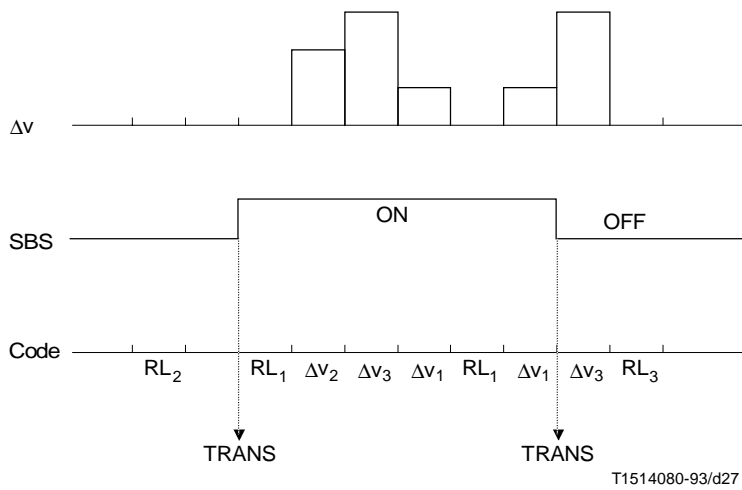 Δv
ON
OFF
SBS
Code
RL₂ RL₁ Δv₂ Δv₃ Δv₁ RL₁ Δv₁ Δv₃ RL₃
TRANS TRANS
T1514080-93/d27